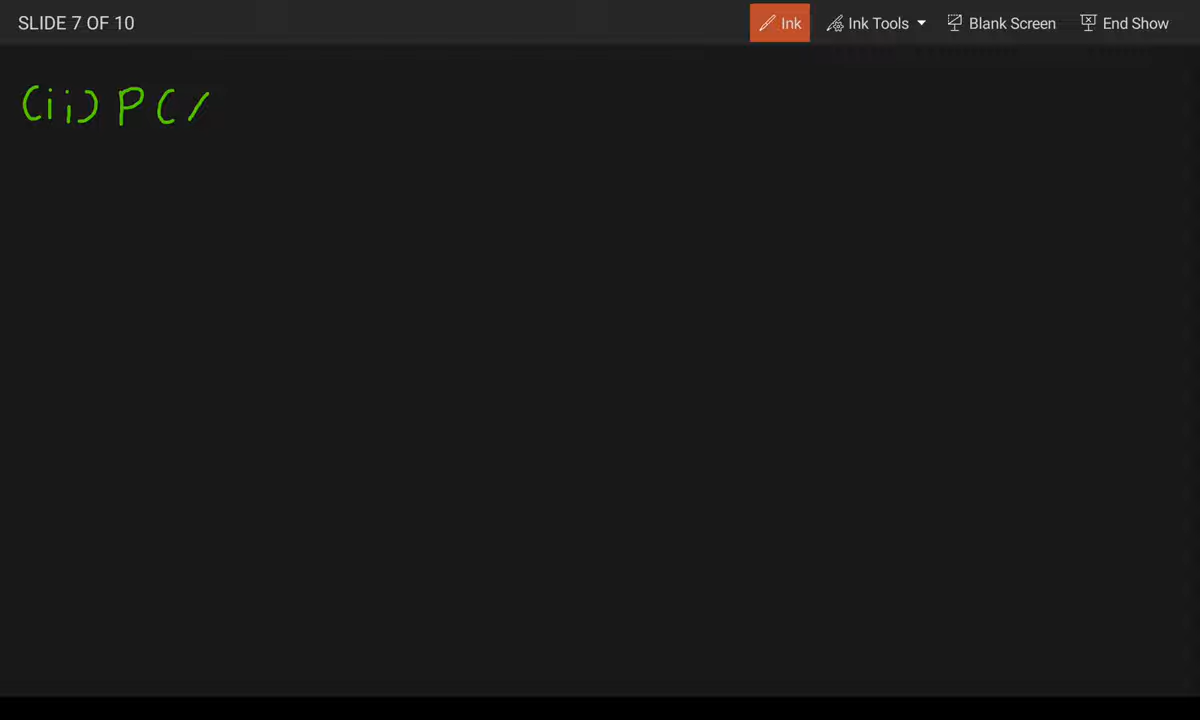 SLIDE 7 OF 10
Ink
Ink Tools
Blank Screen
End Show
(ii) P(